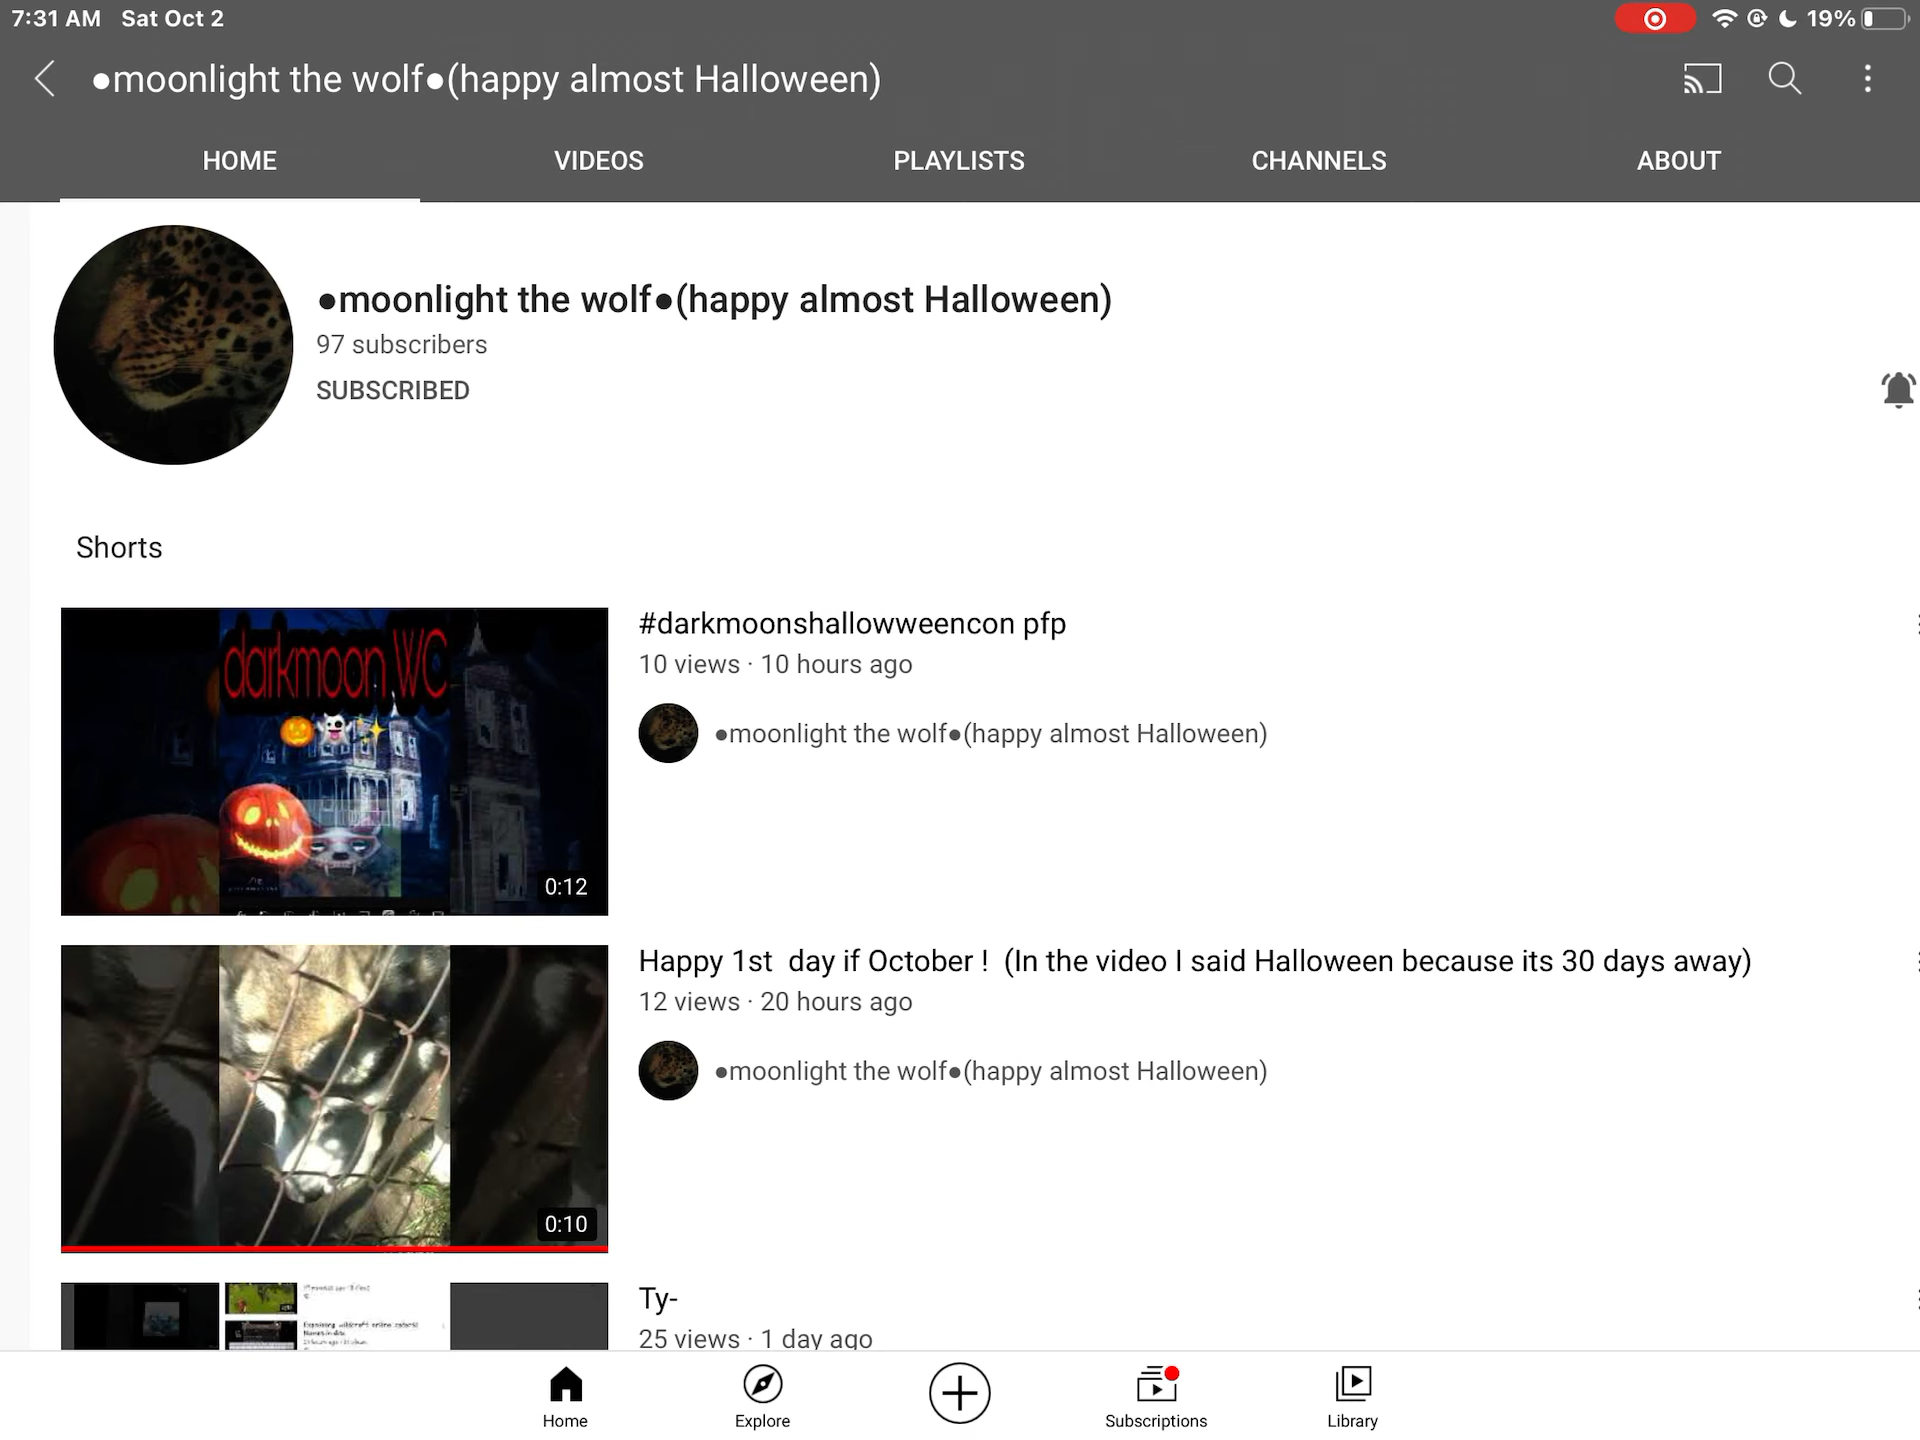 7:31 AM Sat Oct 2
19%
●moonlight the wolf●(happy almost Halloween)
HOME VIDEOS PLAYLISTS CHANNELS ABOUT
●moonlight the wolf●(happy almost Halloween)
97 subscribers
SUBSCRIBED
Shorts
darkmoon WC
0:12
#darkmoonshallowweencon pfp
10 views · 10 hours ago
●moonlight the wolf●(happy almost Halloween)
0:10
Happy 1st  day if October !  (In the video I said Halloween because its 30 days away)
12 views · 20 hours ago
●moonlight the wolf●(happy almost Halloween)
Ty-
25 views · 1 day ago
Home Explore Subscriptions Library